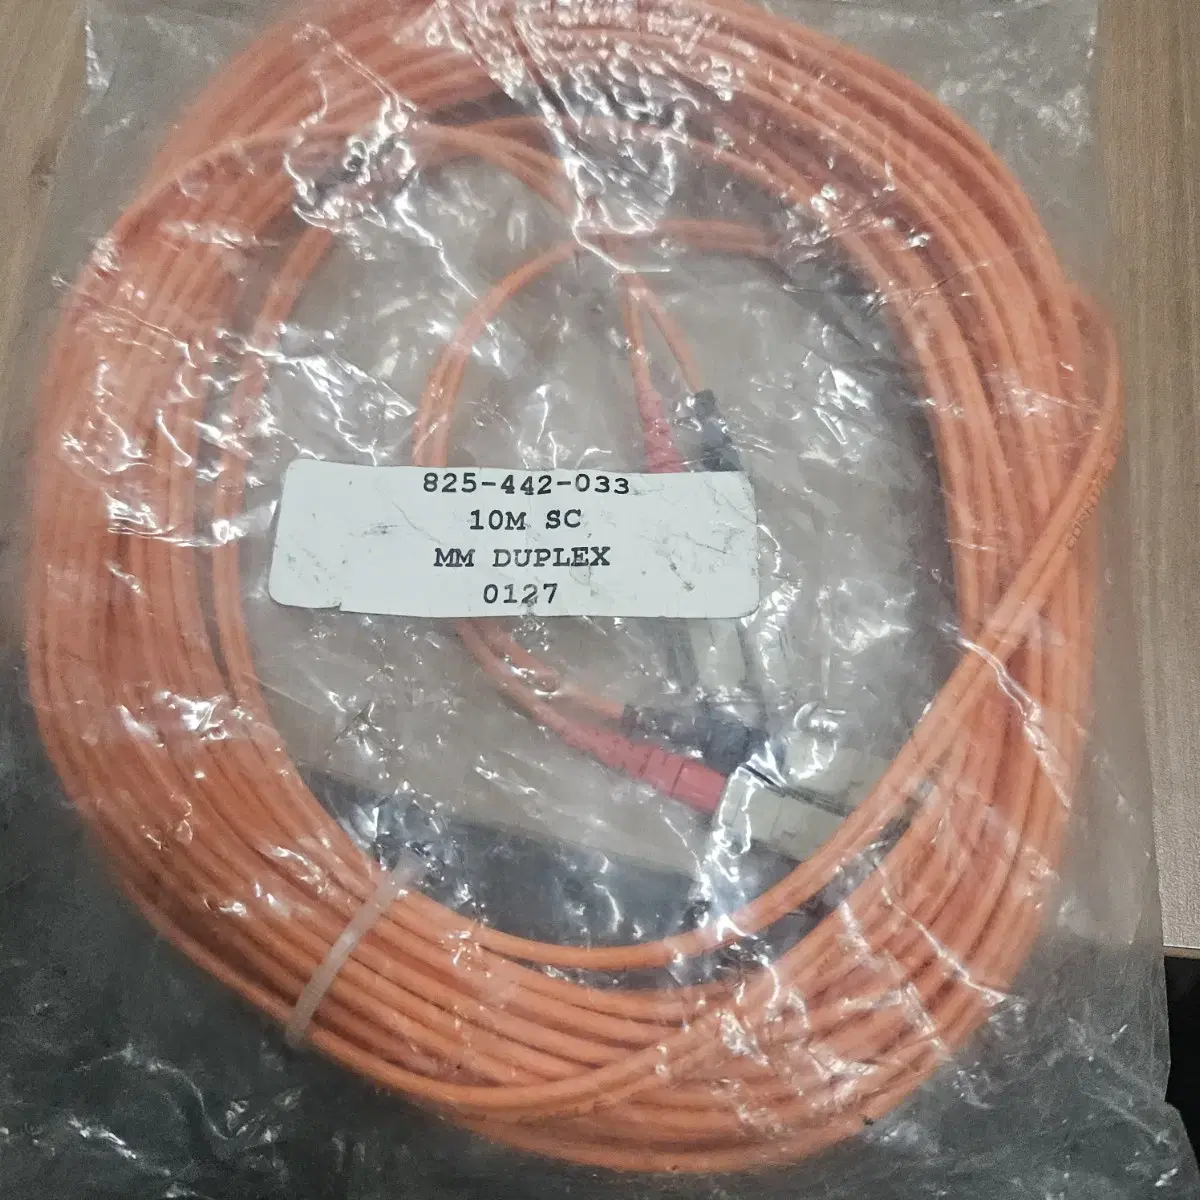 825-442-033
10M SC
MM DUPLEX
0127